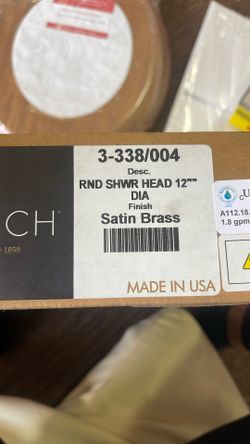 3-338/004
Desc.
RND SHWR HEAD 12""
DIA
Finish
Satin Brass
CH®
1959
A112.18.
1.8 gpm
MADE IN USA